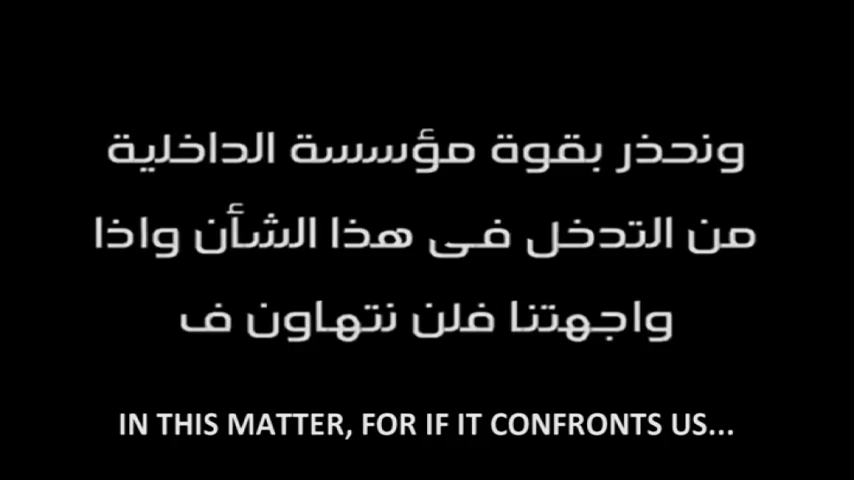 ونحذر بقوة مؤسسة الداخلية
من التدخل فى هذا الشأن واذا
واجهتنا فلن نتهاون ف
IN THIS MATTER, FOR IF IT CONFRONTS US...